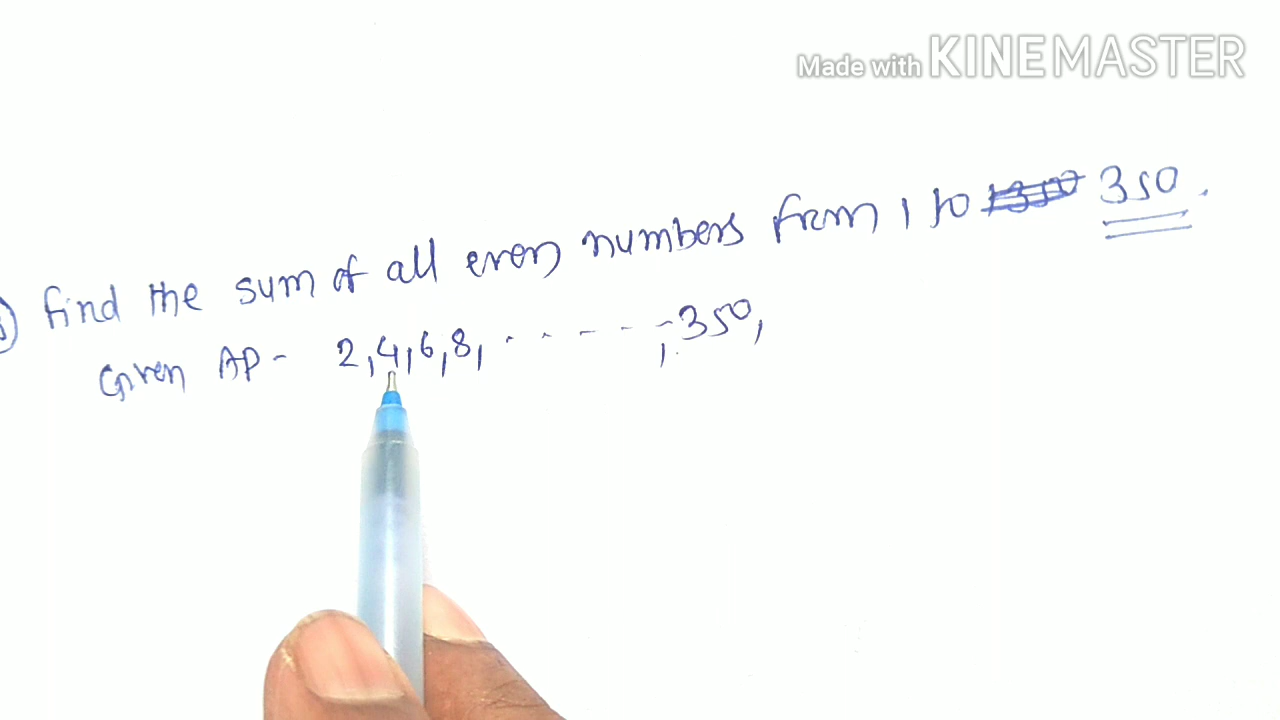 Made with KINEMASTER
find the sum of all even numbers from 1 to 350.
Given AP - 2,4,6,8, . . . . - - , 350,